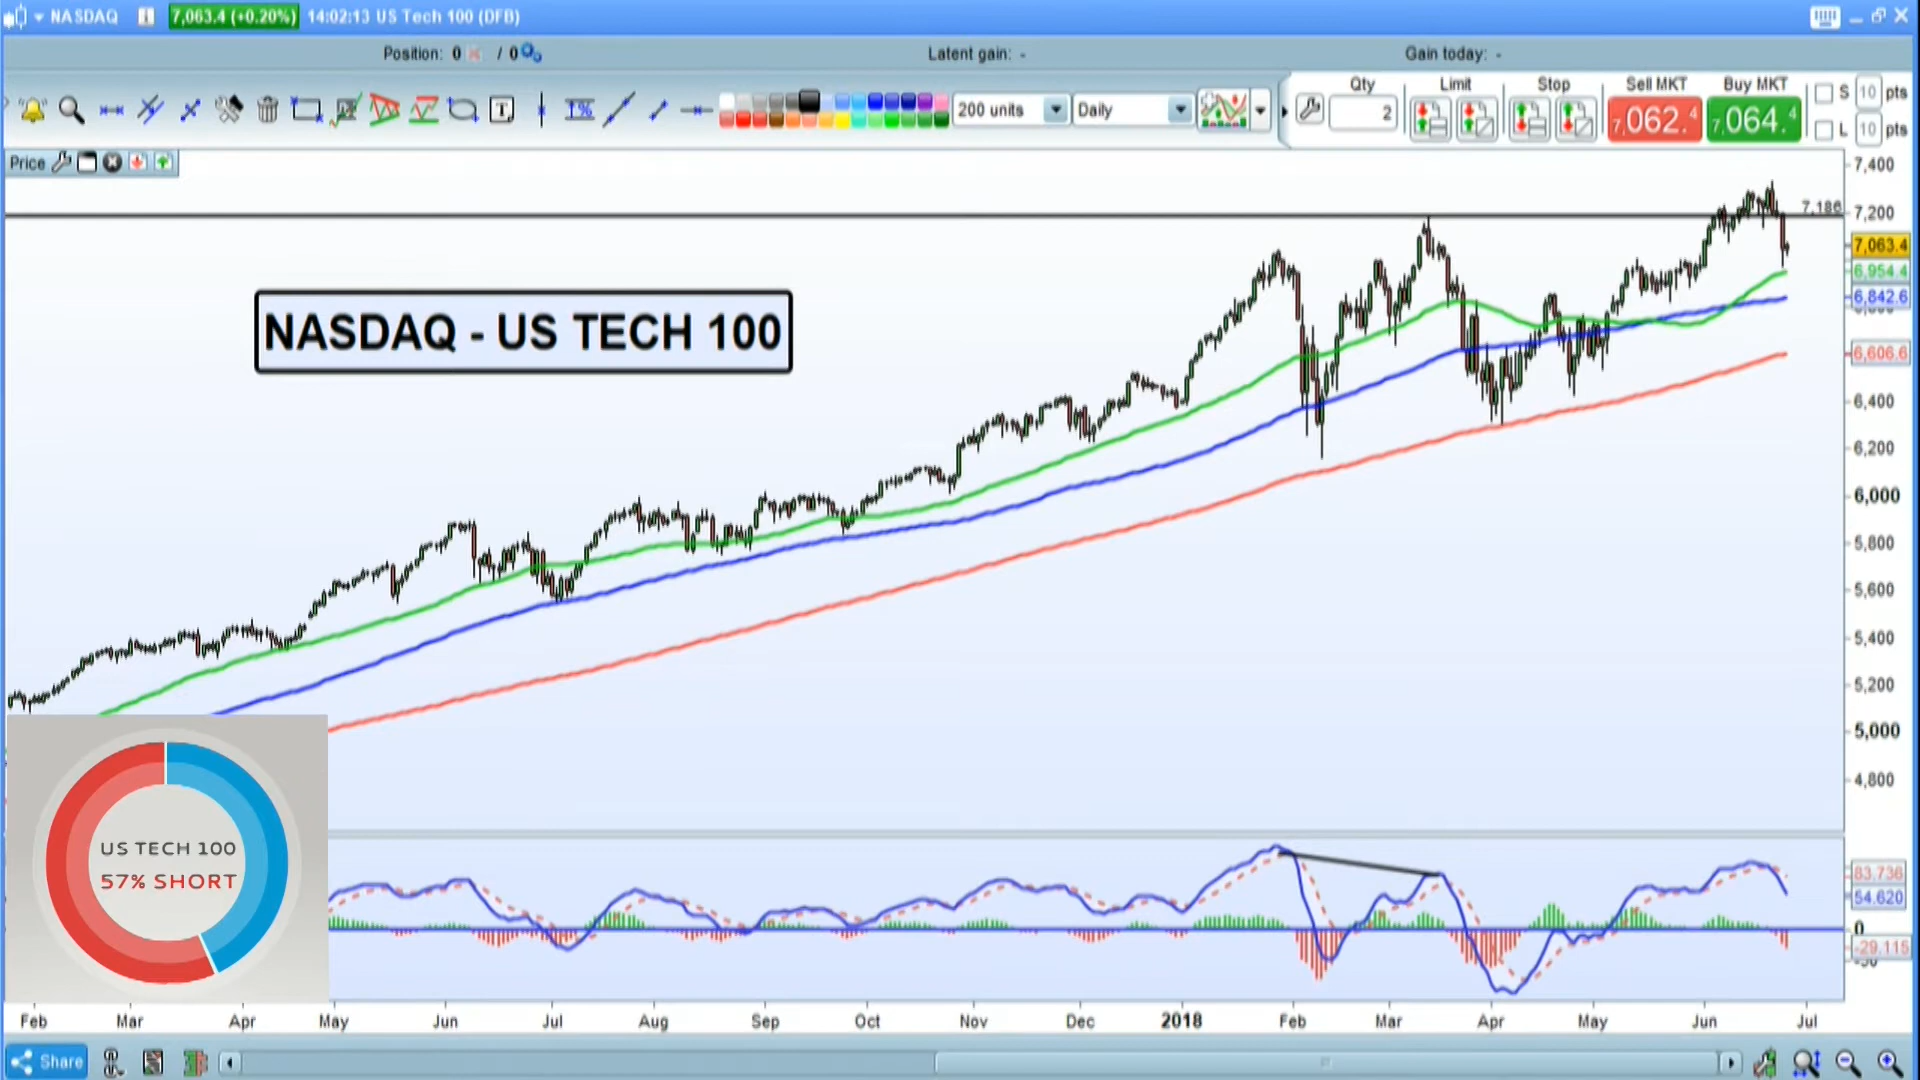 NASDAQ 7,063.4 (+0.20%) 14:02:13 US Tech 100 (DFB)
Position: 0 / 0 Latent gain: - Gain today: -
Qty Limit Stop Sell MKT Buy MKT S 10 pts
200 units Daily 2 7,062.4 7,064.4 L 10 pts
Price
7,400
7,186
7,200
7,063.4
6,954.4
6,842.6
6,606.6
6,400
6,200
6,000
5,800
5,600
5,400
5,200
5,000
4,800
NASDAQ - US TECH 100
US TECH 100
57% SHORT
83.736
54.620
0
-29.115
Feb Mar Apr May Jun Jul Aug Sep Oct Nov Dec 2018 Feb Mar Apr May Jun Jul
Share